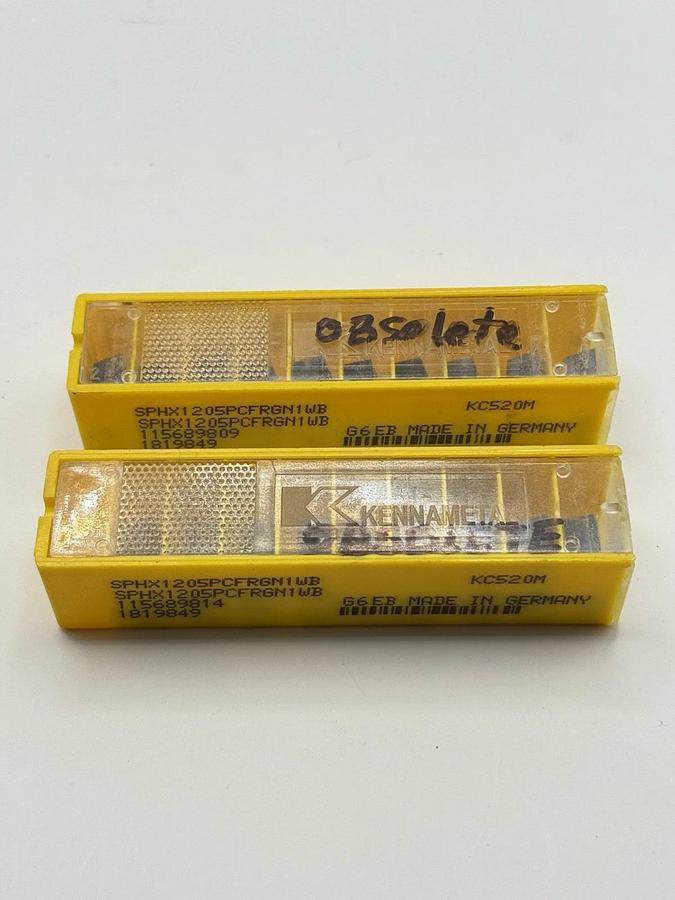 OBSolete
KENNAMETAL
SPHX1205PCFRGN1WB KC520M
SPHX1205PCFRGN1WB
115689809 G6EB MADE IN GERMANY
1819849
KENNAMETAL
OBSOLETE
SPHX1205PCFRGN1WB KC520M
SPHX1205PCFRGN1WB
115689814 G6EB MADE IN GERMANY
1819849